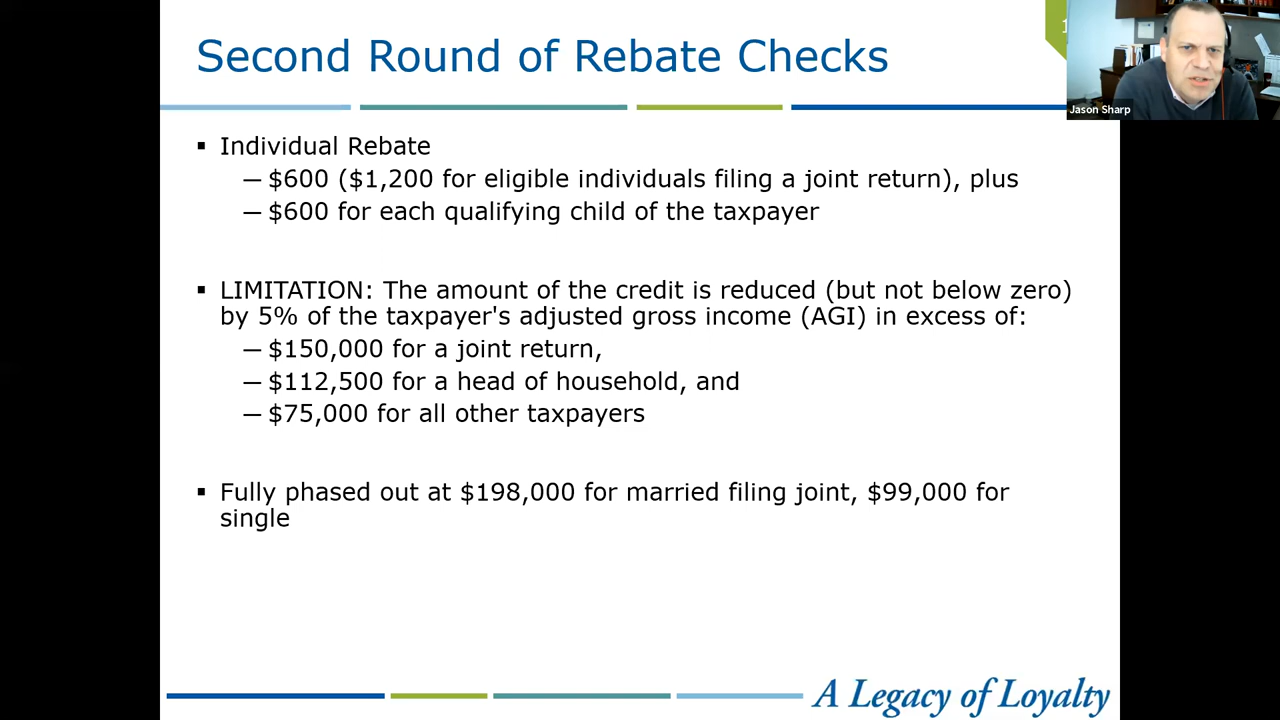 Second Round of Rebate Checks
Jason Sharp
▪ Individual Rebate
— $600 ($1,200 for eligible individuals filing a joint return), plus
— $600 for each qualifying child of the taxpayer
▪ LIMITATION: The amount of the credit is reduced (but not below zero)
by 5% of the taxpayer's adjusted gross income (AGI) in excess of:
— $150,000 for a joint return,
— $112,500 for a head of household, and
— $75,000 for all other taxpayers
▪ Fully phased out at $198,000 for married filing joint, $99,000 for
single
A Legacy of Loyalty